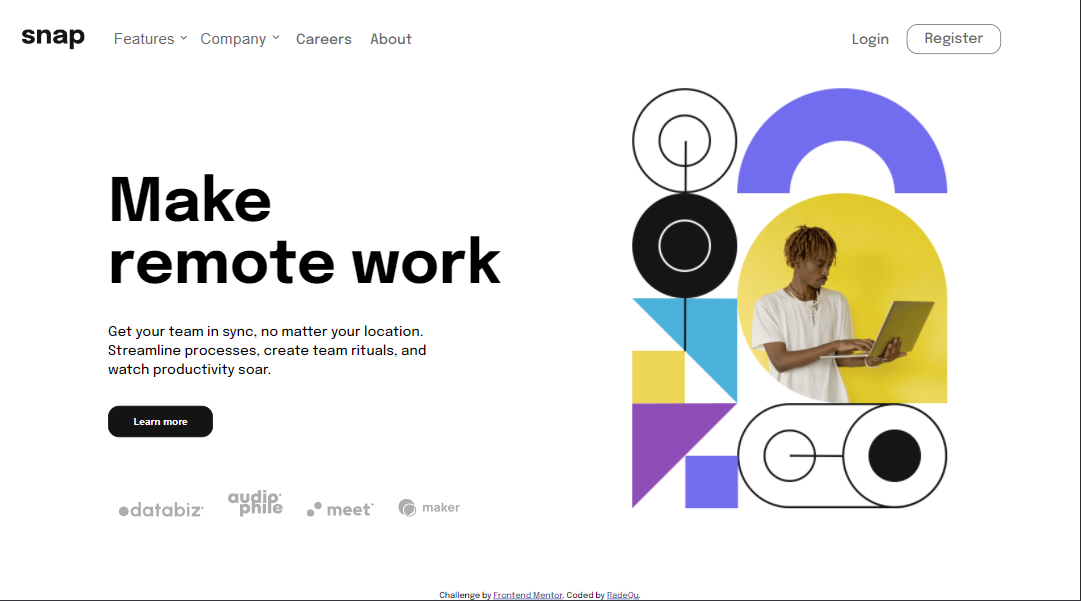 snap Features Company Careers About Login Register
Make
remote work
Get your team in sync, no matter your location.
Streamline processes, create team rituals, and
watch productivity soar.
Learn more
databiz audiophile meet maker
Challenge by Frontend Mentor. Coded by RadeQu.